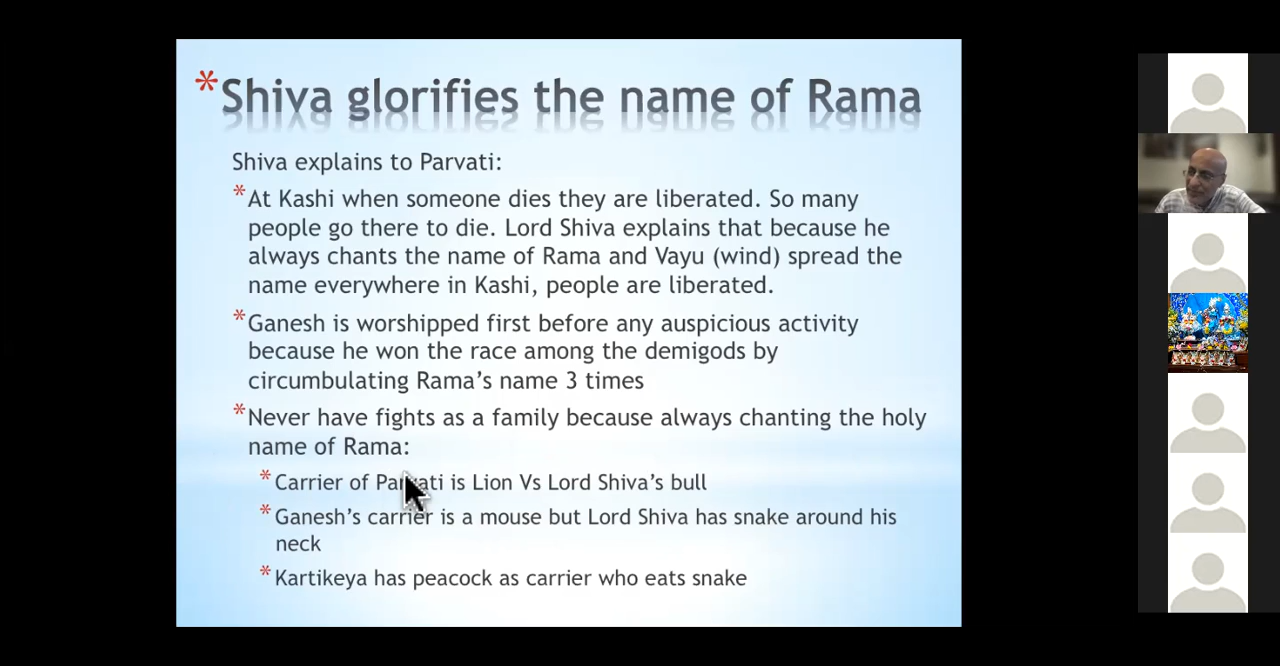 *Shiva glorifies the name of Rama
Shiva explains to Parvati:
*At Kashi when someone dies they are liberated. So many
people go there to die. Lord Shiva explains that because he
always chants the name of Rama and Vayu (wind) spread the
name everywhere in Kashi, people are liberated.
*Ganesh is worshipped first before any auspicious activity
because he won the race among the demigods by
circumbulating Rama’s name 3 times
*Never have fights as a family because always chanting the holy
name of Rama:
*Carrier of Parvati is Lion Vs Lord Shiva’s bull
*Ganesh’s carrier is a mouse but Lord Shiva has snake around his
neck
*Kartikeya has peacock as carrier who eats snake